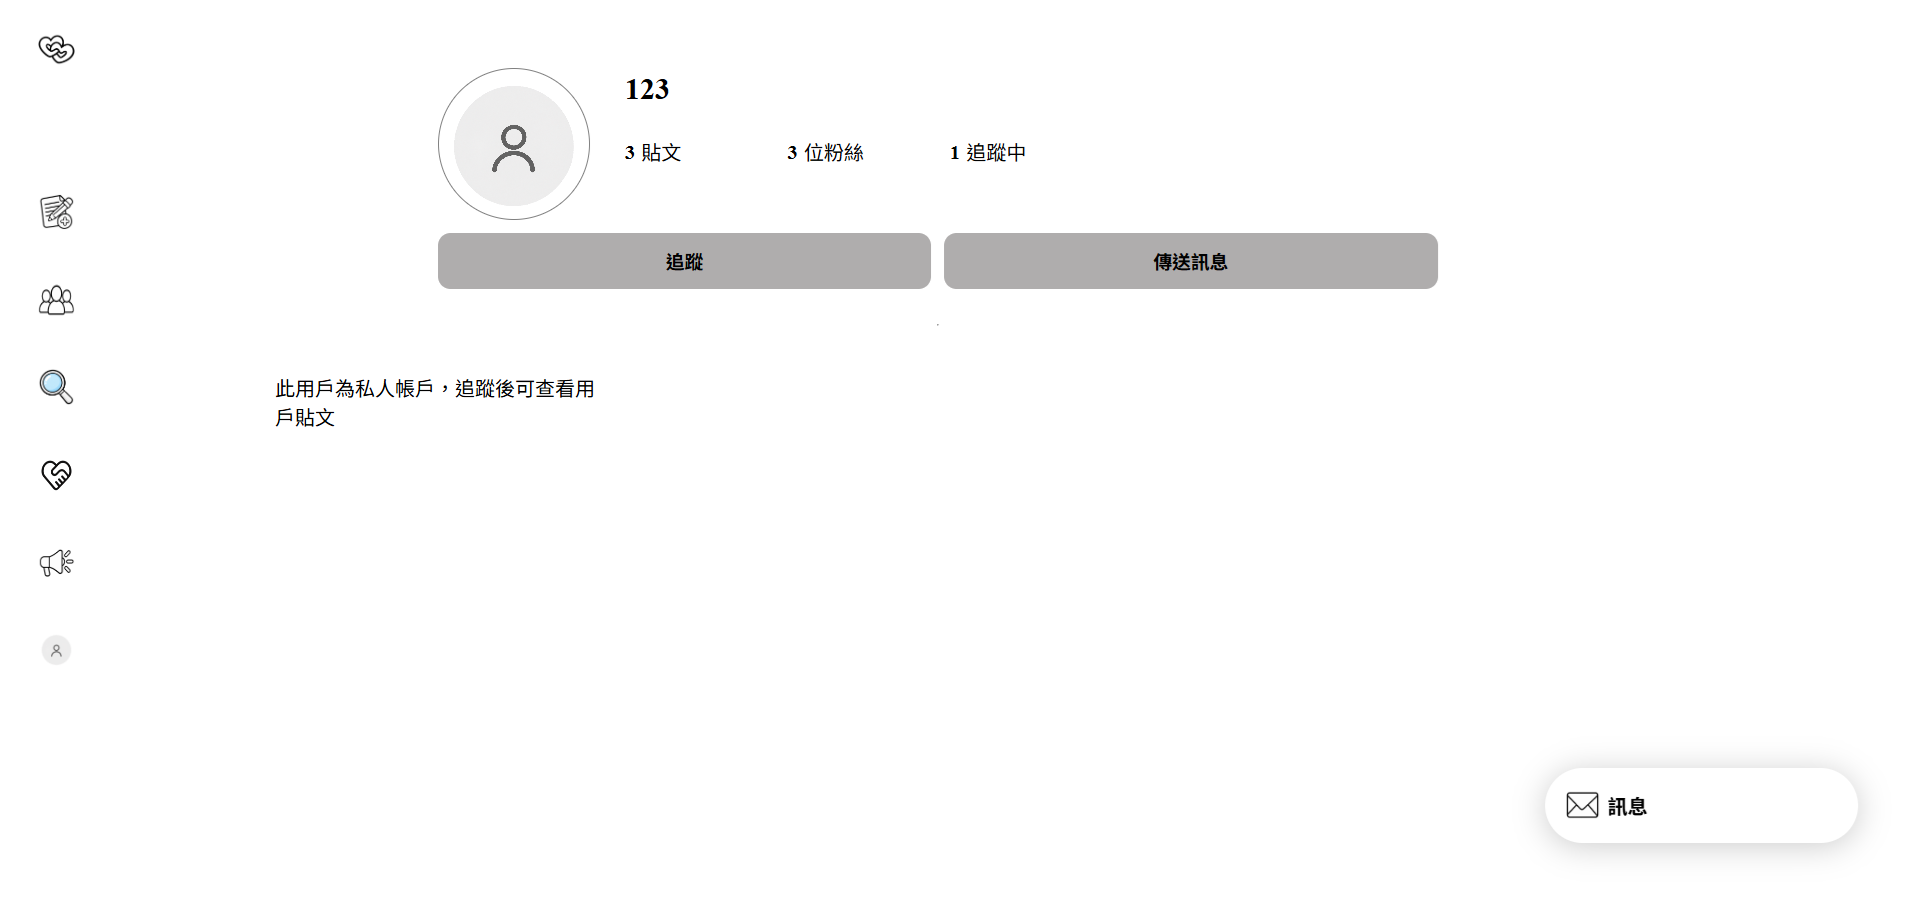 123
3 貼文 3 位粉絲 1 追蹤中
追蹤 傳送訊息
此用戶為私人帳戶，追蹤後可查看用
戶貼文
訊息